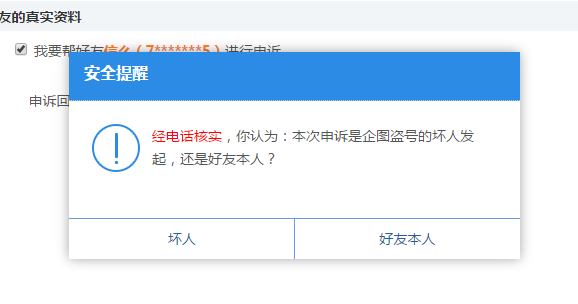 友的真实资料
我要帮好友信么(7*******5)进行申诉
申诉回
安全提醒
经电话核实，你认为：本次申诉是企图盗号的坏人发
起，还是好友本人？
坏人
好友本人